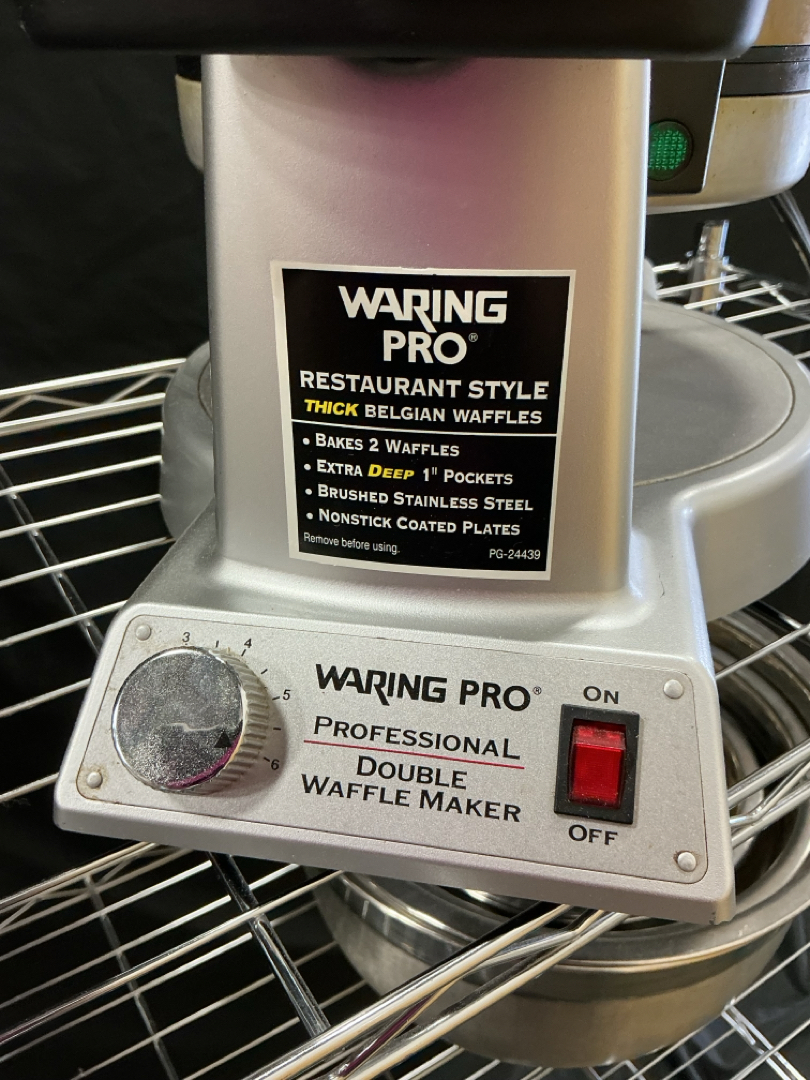 WARING
PRO®
RESTAURANT STYLE
THICK BELGIAN WAFFLES
• BAKES 2 WAFFLES
• EXTRA DEEP 1" POCKETS
• BRUSHED STAINLESS STEEL
• NONSTICK COATED PLATES
Remove before using. PG-24439
3
4
5
6
WARING PRO®
PROFESSIONAL
DOUBLE
WAFFLE MAKER
ON
OFF